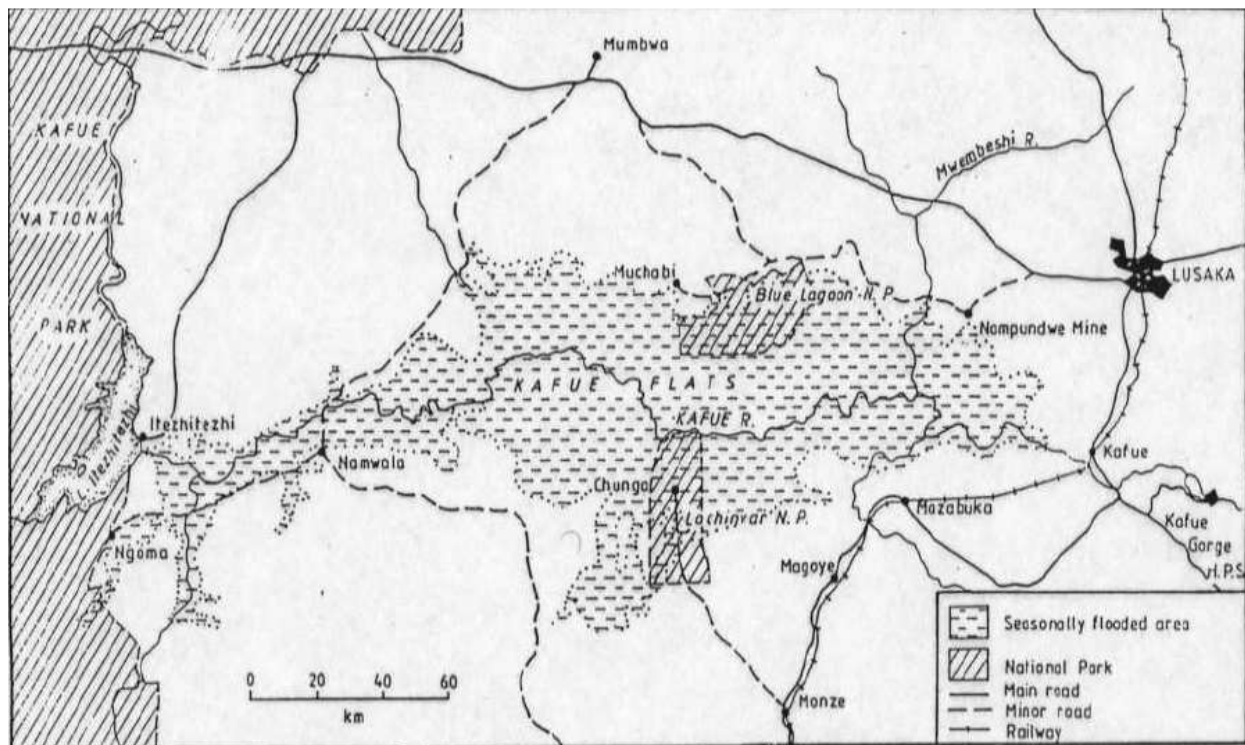 Mumbwa
KAFUE
NATIONAL
PARK
Mwembeshi R.
Muchabi
Blue Lagoon N.P.
LUSAKA
Nampundwe Mine
KAFUE FLATS
KAFUE R.
Itezhitezhi
L. Itezhitezhi
Namwala
Kafue
Chunga
Lochinvar N.P.
Mazabuka
Kafue
Gorge
H.P.S.
Ngoma
Magoye
Monze
0 20 40 60
km
Seasonally flooded area
National Park
Main road
Minor road
Railway